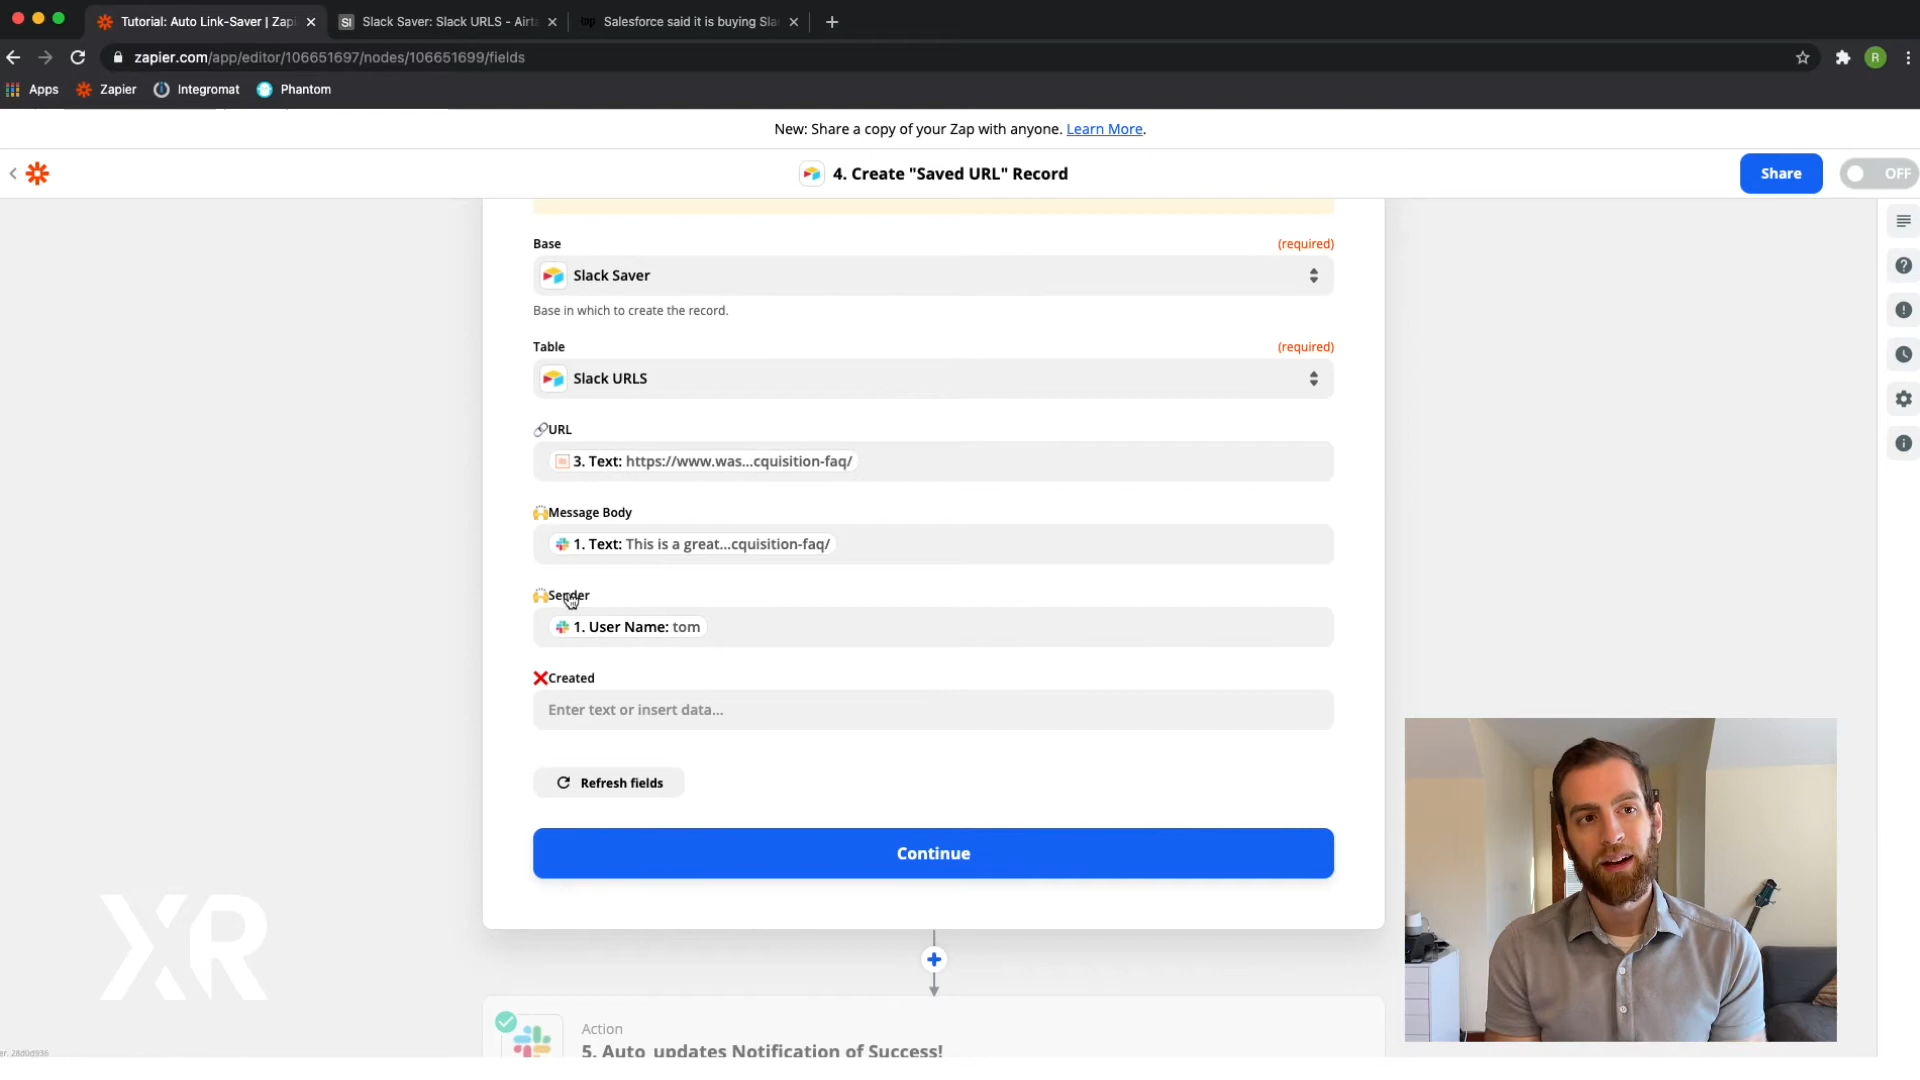 Tutorial: Auto Link-Saver | Zapi
Slack Saver: Slack URLS - Airta
Salesforce said it is buying Sla
zapier.com/app/editor/106651697/nodes/106651699/fields
R
Apps
Zapier
Integromat
Phantom
New: Share a copy of your Zap with anyone. Learn More.
4. Create "Saved URL" Record
Share
OFF
Base
(required)
Slack Saver
Base in which to create the record.
Table
(required)
Slack URLS
🔗URL
3. Text: https://www.was...cquisition-faq/
🙌Message Body
1. Text: This is a great...cquisition-faq/
🙌Sender
1. User Name: tom
❌Created
Enter text or insert data...
Refresh fields
Continue
XR
Action
5. Auto updates Notification of Success!
er. 28d0d936